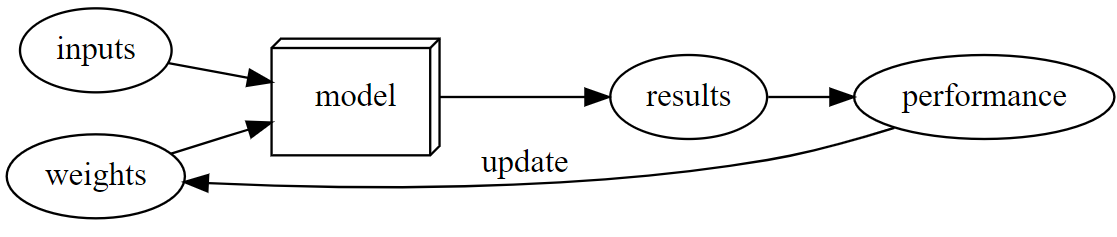 inputs
model
results
performance
update
weights